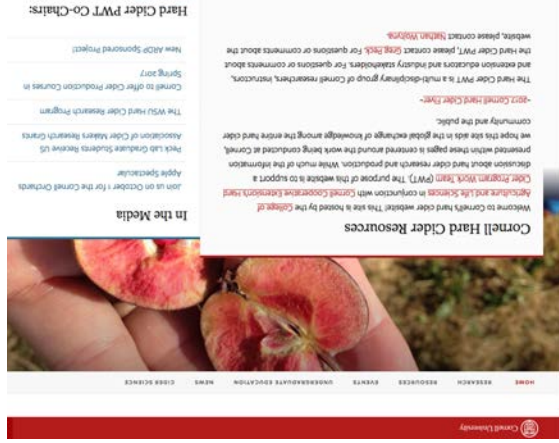 Cornell University
HOME RESEARCH RESOURCES EVENTS UNDERGRADUATE EDUCATION NEWS CIDER SCIENCE
Cornell Hard Cider Resources
Welcome to Cornell's hard cider website! This site is hosted by the College of
Agriculture and Life Sciences in conjunction with Cornell Cooperative Extension's Hard
Cider Program Work Team (PWT). The purpose of this website is to support a
discussion about hard cider research and production. While much of the information
presented within these pages is centered around the work being conducted at Cornell,
we hope this site aids in the global exchange of knowledge among the entire hard cider
community and the public.
-2017 Cornell Hard Cider Flyer-
The Hard Cider PWT is a multi-disciplinary group of Cornell researchers, instructors,
and extension educators and industry stakeholders. For questions or comments about
the Hard Cider PWT, please contact Greg Peck. For questions or comments about the
website, please contact Nathan Wojtyna.
In the Media
Join us on October 1 for the Cornell Orchards
Apple Spectacular
Peck Lab Graduate Students Receive US
Association of Cider Makers Research Grants
The WSU Hard Cider Research Program
Cornell to offer Cider Production Courses in
Spring 2017
New ARDP Sponsored Project!
Hard Cider PWT Co-Chairs: